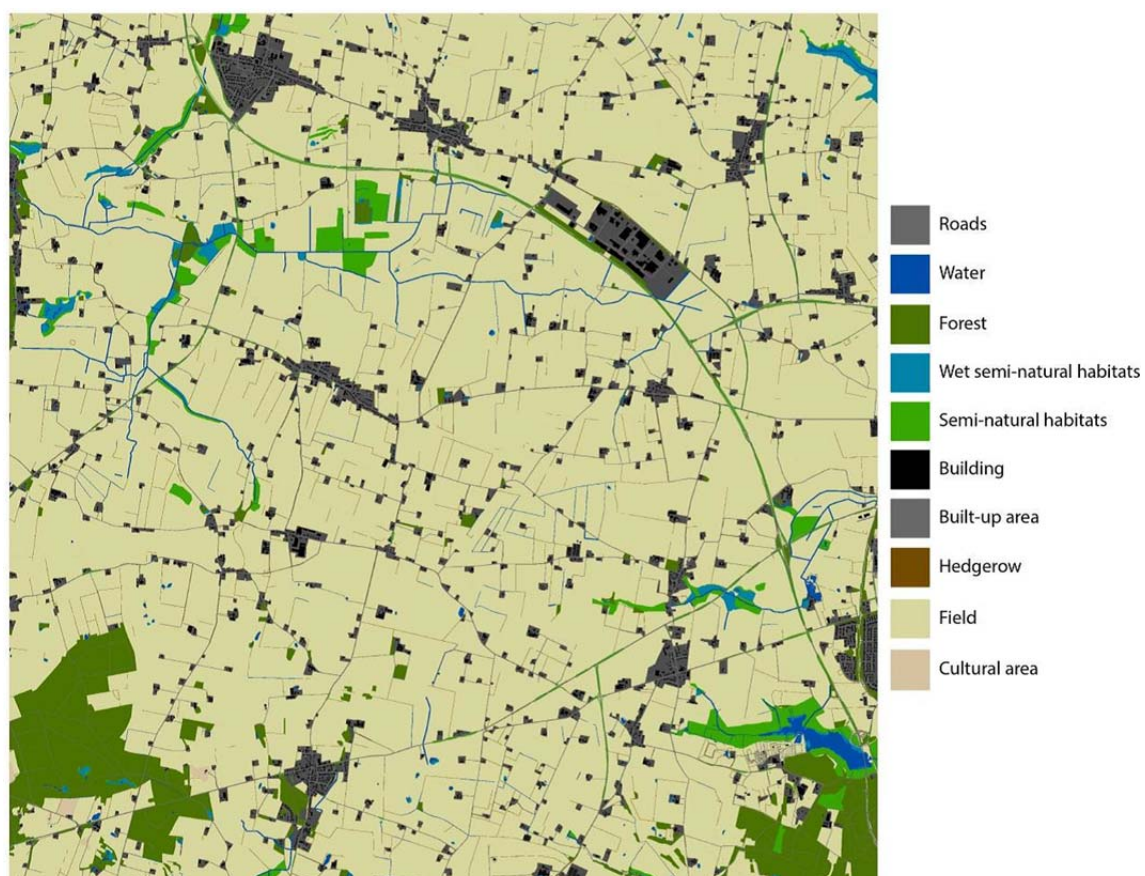 Roads
Water
Forest
Wet semi-natural habitats
Semi-natural habitats
Building
Built-up area
Hedgerow
Field
Cultural area